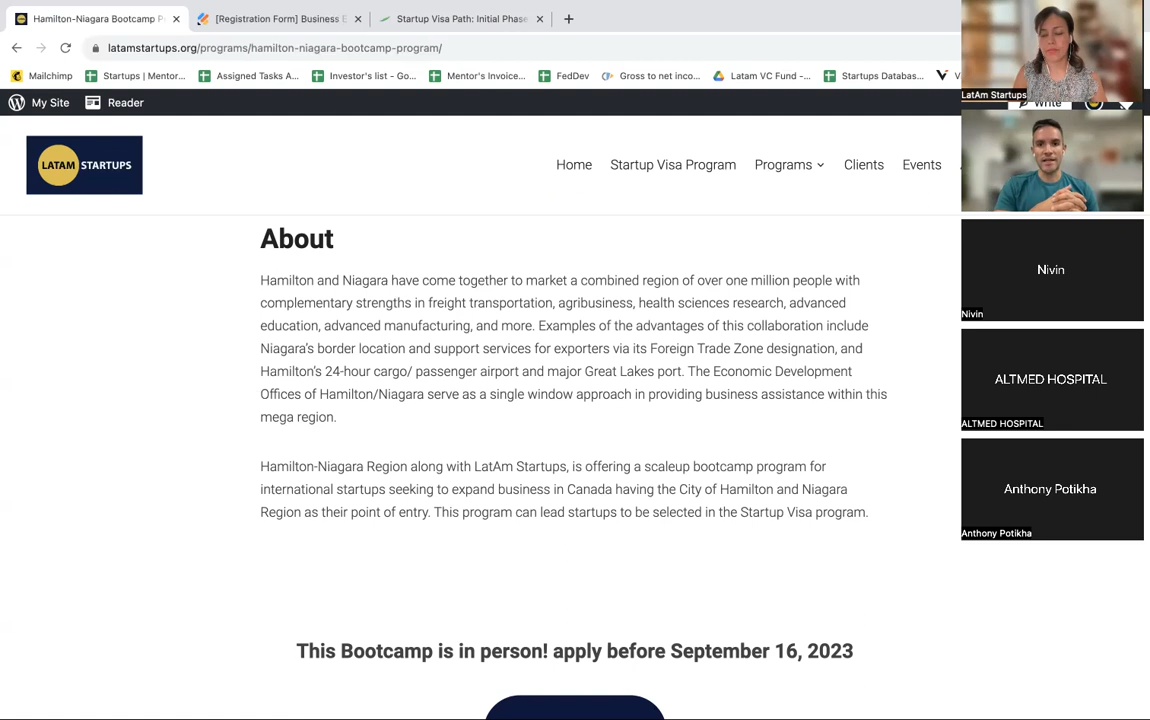 Hamilton-Niagara Bootcamp P
[Registration Form] Business E
Startup Visa Path: Initial Phase
latamstartups.org/programs/hamilton-niagara-bootcamp-program/
Mailchimp
Startups | Mentor...
Assigned Tasks A...
Investor's list - Go...
Mentor's Invoice...
FedDev
Gross to net inco...
Latam VC Fund -...
Startups Databas...
My Site
Reader
Write
LATAM STARTUPS
Home
Startup Visa Program
Programs
Clients
Events
LatAm Startups
Nivin
Nivin
ALTMED HOSPITAL
ALTMED HOSPITAL
Anthony Potikha
Anthony Potikha
About
Hamilton and Niagara have come together to market a combined region of over one million people with
complementary strengths in freight transportation, agribusiness, health sciences research, advanced
education, advanced manufacturing, and more. Examples of the advantages of this collaboration include
Niagara's border location and support services for exporters via its Foreign Trade Zone designation, and
Hamilton's 24-hour cargo/ passenger airport and major Great Lakes port. The Economic Development
Offices of Hamilton/Niagara serve as a single window approach in providing business assistance within this
mega region.
Hamilton-Niagara Region along with LatAm Startups, is offering a scaleup bootcamp program for
international startups seeking to expand business in Canada having the City of Hamilton and Niagara
Region as their point of entry. This program can lead startups to be selected in the Startup Visa program.
This Bootcamp is in person! apply before September 16, 2023